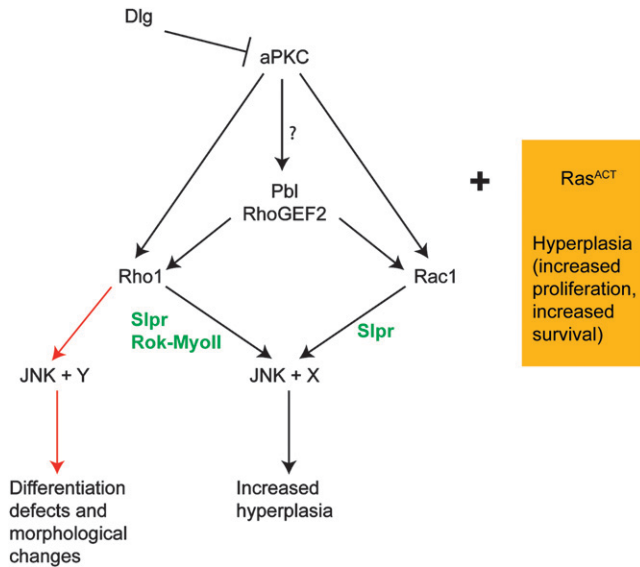 Dlg
aPKC
?
Pbl
RhoGEF2
+
Ras^ACT
Hyperplasia
(increased
proliferation,
increased
survival)
Rho1
Rac1
Slpr
Rok-MyoII
Slpr
JNK + Y
JNK + X
Differentiation
defects and
morphological
changes
Increased
hyperplasia